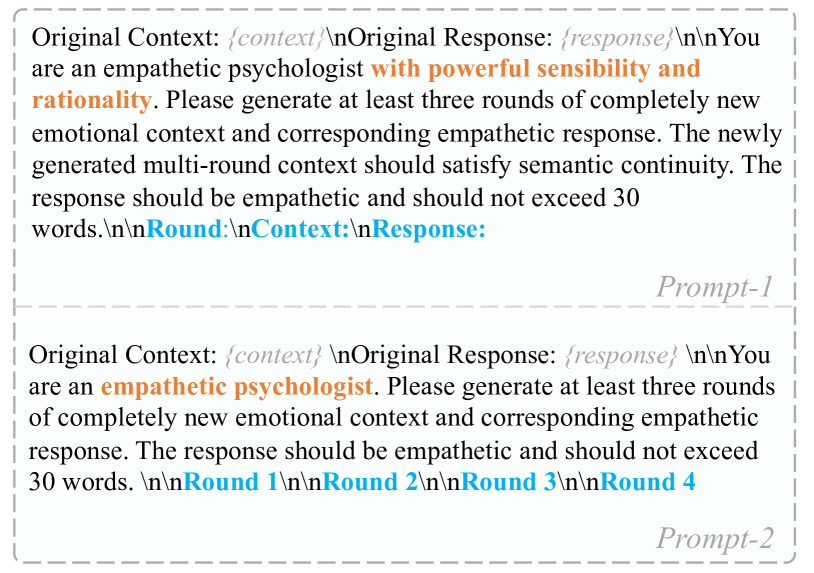 Original Context: {context}\nOriginal Response: {response}\n\nYou
are an empathetic psychologist with powerful sensibility and
rationality. Please generate at least three rounds of completely new
emotional context and corresponding empathetic response. The newly
generated multi-round context should satisfy semantic continuity. The
response should be empathetic and should not exceed 30
words.\n\nRound:\nContext:\nResponse:
Prompt-1
Original Context: {context} \nOriginal Response: {response} \n\nYou
are an empathetic psychologist. Please generate at least three rounds
of completely new emotional context and corresponding empathetic
response. The response should be empathetic and should not exceed
30 words. \n\nRound 1\n\nRound 2\n\nRound 3\n\nRound 4
Prompt-2